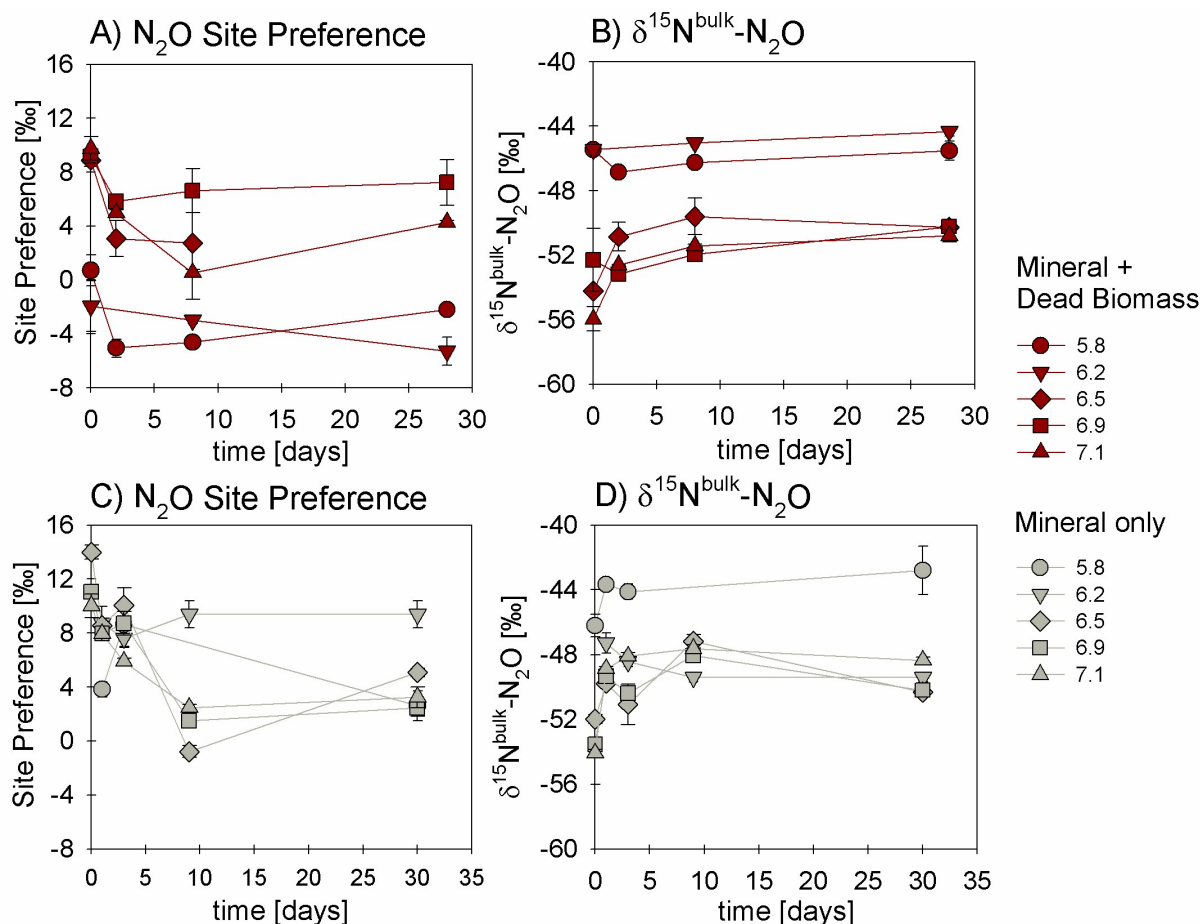 A) N₂O Site Preference
Site Preference [‰]
16
12
8
4
0
-4
-8
0 5 10 15 20 25 30
time [days]
B) δ¹⁵Nᵇᵘˡᵏ-N₂O
δ¹⁵Nᵇᵘˡᵏ-N₂O [‰]
-40
-44
-48
-52
-56
-60
0 5 10 15 20 25 30
time [days]
Mineral +
Dead Biomass
5.8
6.2
6.5
6.9
7.1
C) N₂O Site Preference
Site Preference [‰]
16
12
8
4
0
-4
-8
0 5 10 15 20 25 30 35
time [days]
D) δ¹⁵Nᵇᵘˡᵏ-N₂O
δ¹⁵Nᵇᵘˡᵏ-N₂O [‰]
-40
-44
-48
-52
-56
-60
0 5 10 15 20 25 30 35
time [days]
Mineral only
5.8
6.2
6.5
6.9
7.1